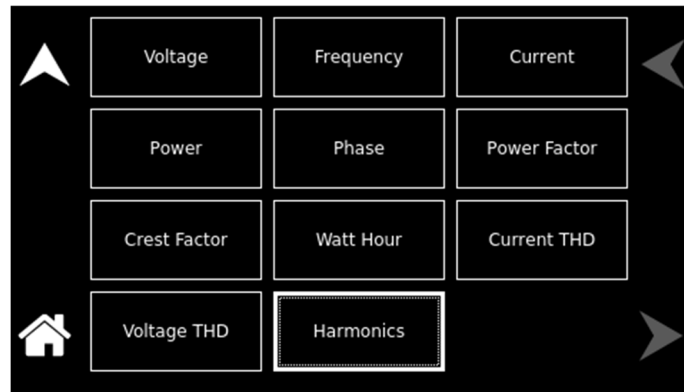 Voltage
Frequency
Current
Power
Phase
Power Factor
Crest Factor
Watt Hour
Current THD
Voltage THD
Harmonics